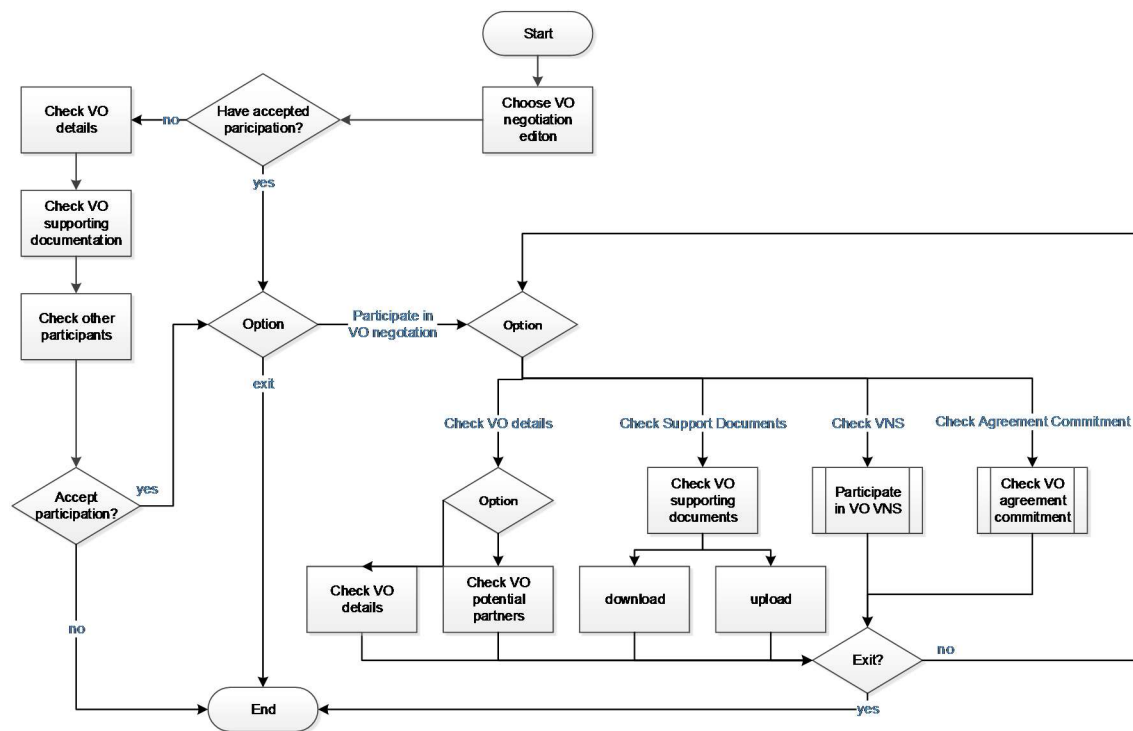 Start
Choose VO
negotiation
editon
Have accepted
paricipation?
no
yes
Check VO
details
Check VO
supporting
documentation
Check other
participants
Accept
participation?
yes
no
Option
Participate in
VO negotation
exit
Option
Check VO details
Check Support Documents
Check VNS
Check Agreement Commitment
Option
Check VO
supporting
documents
Participate
in VO VNS
Check VO
agreement
commitment
Check VO
details
Check VO
potential
partners
download
upload
Exit?
no
yes
End